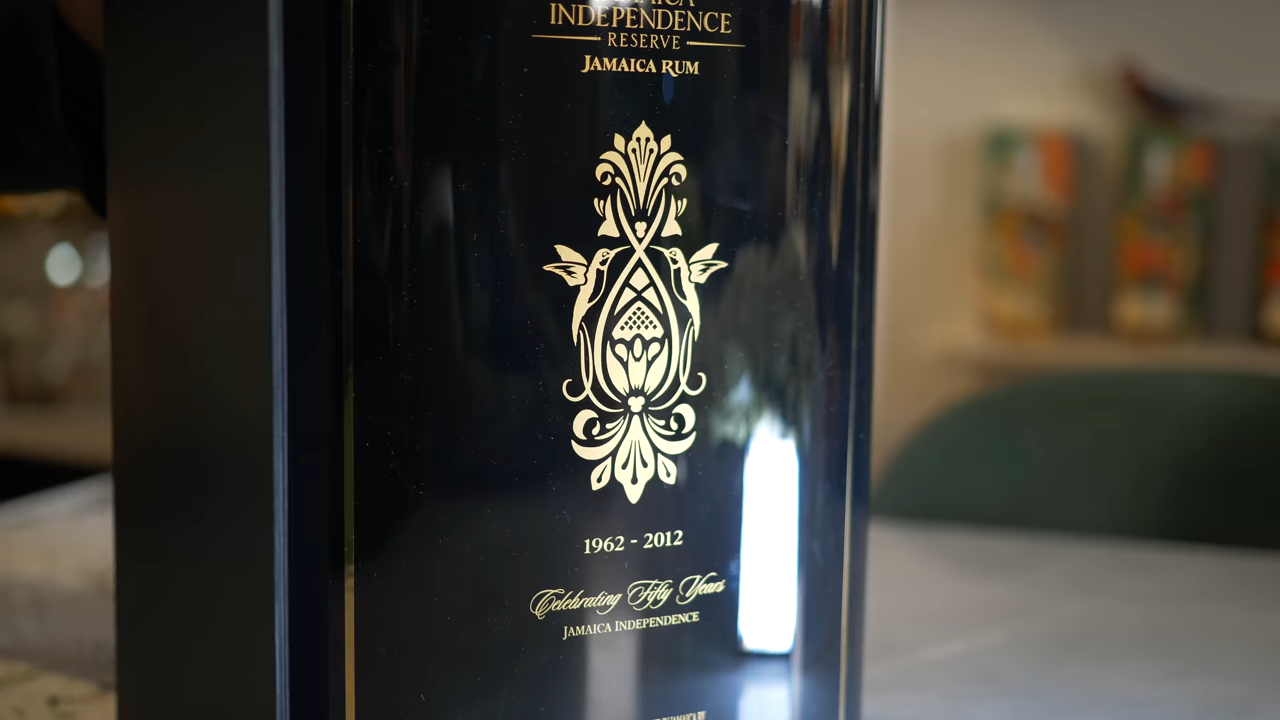 INDEPENDENCE
RESERVE
JAMAICA RUM
1962 - 2012
Celebrating Fifty Years
JAMAICA INDEPENDENCE